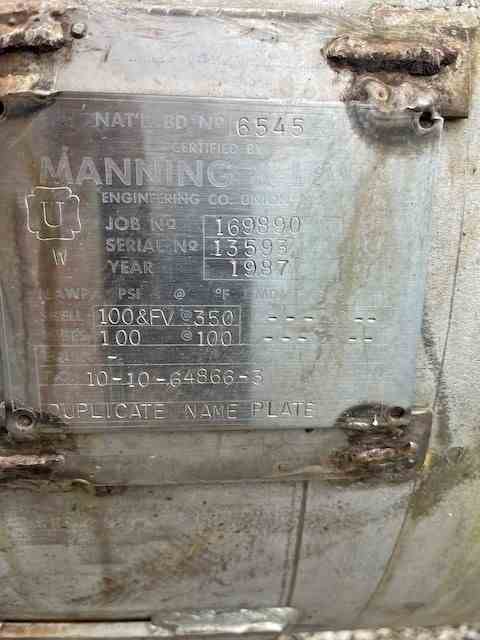 NAT'L BD Nº 6545
CERTIFIED BY
MANNING
ENGINEERING CO. UNION
U
W
JOB Nº 169890
SERIAL Nº 13593
YEAR 1987
PSI @ °F
SHELL 100&FV @ 350 --- --
100 @ 100 --- --
-
10-10-64866-3
DUPLICATE NAME PLATE